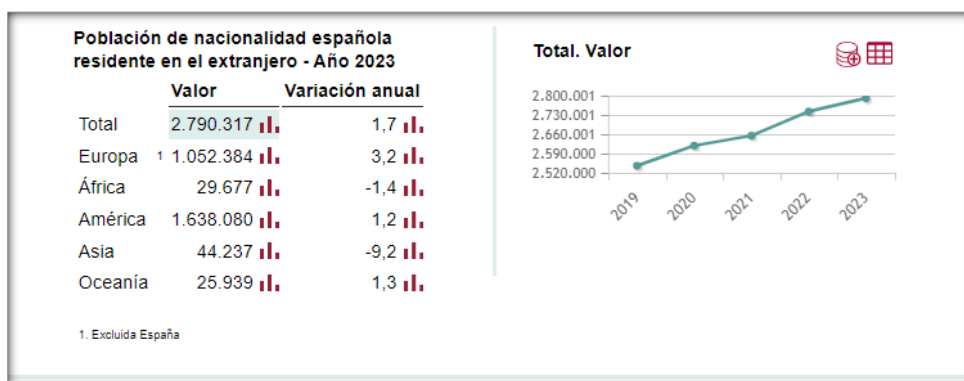 Población de nacionalidad española
residente en el extranjero - Año 2023
Valor Variación anual
Total 2.790.317 1,7
Europa 1 1.052.384 3,2
África 29.677 -1,4
América 1.638.080 1,2
Asia 44.237 -9,2
Oceanía 25.939 1,3
1. Excluida España
Total. Valor
2.800.001
2.730.001
2.660.001
2.590.000
2.520.000
2019 2020 2021 2022 2023